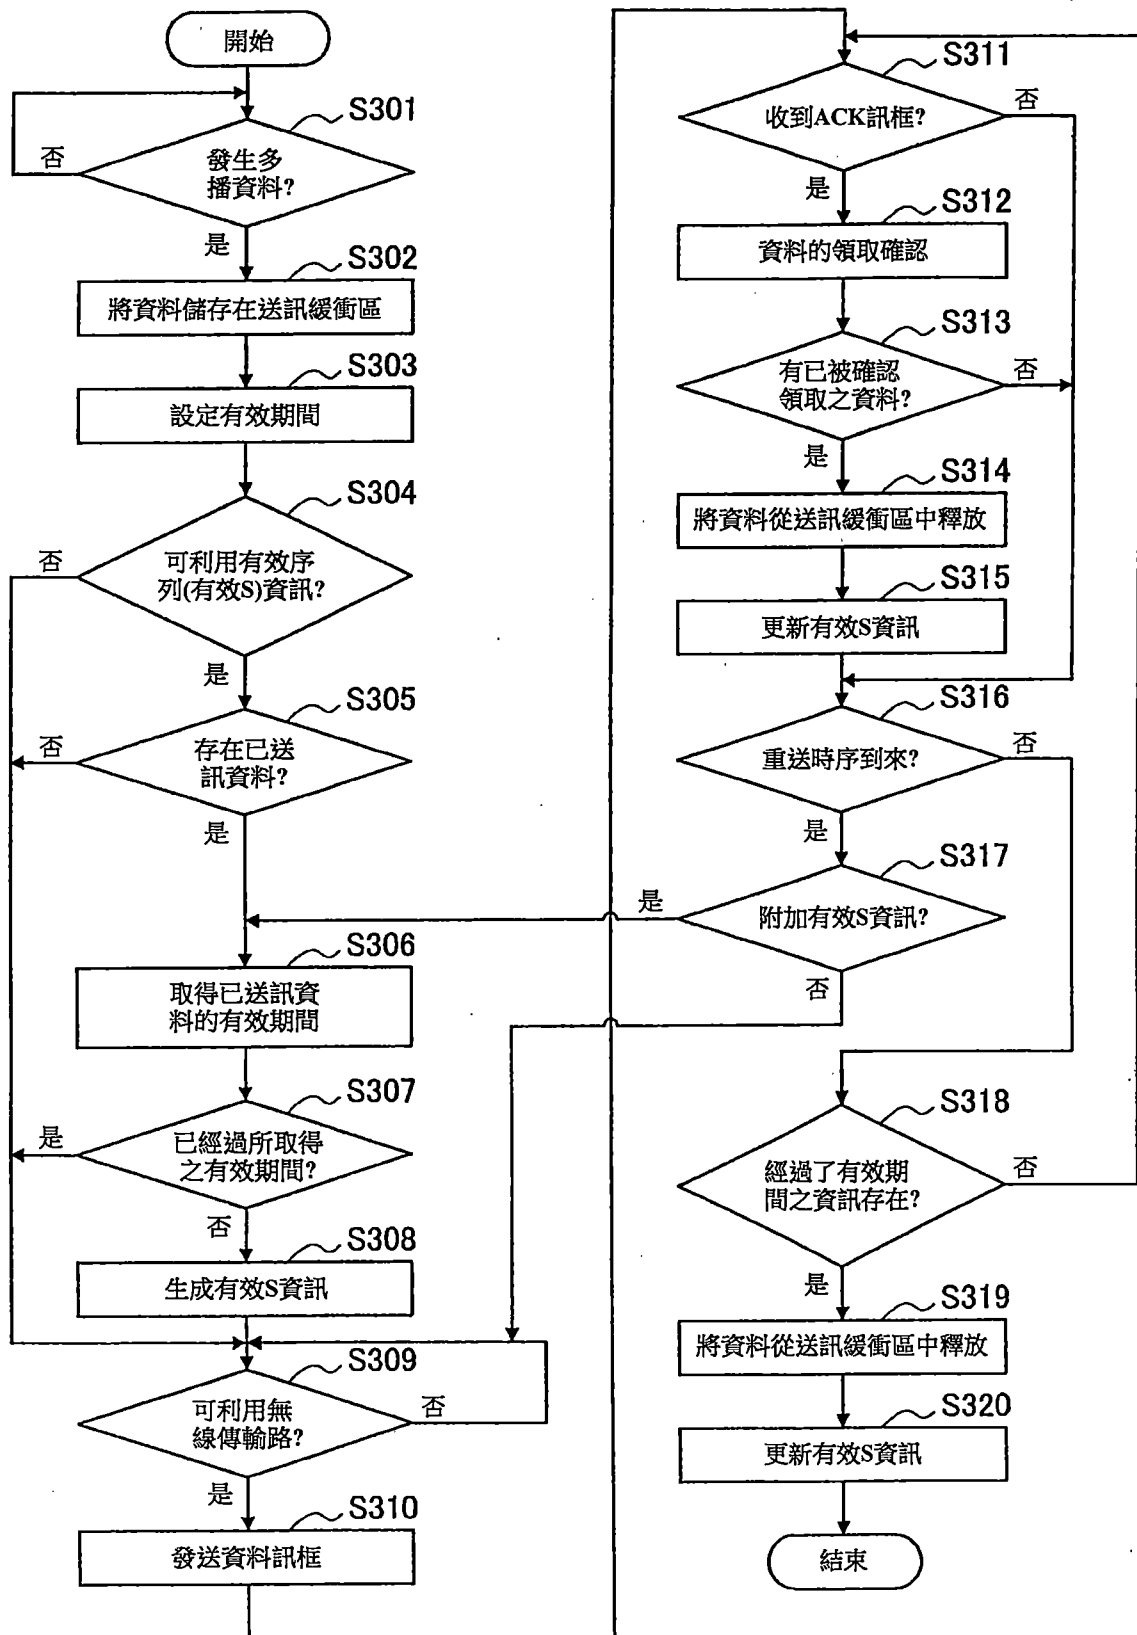 開始
S301
發生多
播資料?
否
是
S302
將資料儲存在送訊緩衝區
S303
設定有效期間
S304
可利用有效序
列(有效S)資訊?
否
是
S305
存在已送
訊資料?
否
是
S306
取得已送訊資
料的有效期間
S307
已經過所取得
之有效期間?
是
否
S308
生成有效S資訊
S309
可利用無
線傳輸路?
否
是
S310
發送資料訊框
S311
收到ACK訊框?
否
是
S312
資料的領取確認
S313
有已被確認
領取之資料?
否
是
S314
將資料從送訊緩衝區中釋放
S315
更新有效S資訊
S316
重送時序到來?
否
是
S317
附加有效S資訊?
是
否
S318
經過了有效期
間之資訊存在?
否
是
S319
將資料從送訊緩衝區中釋放
S320
更新有效S資訊
結束